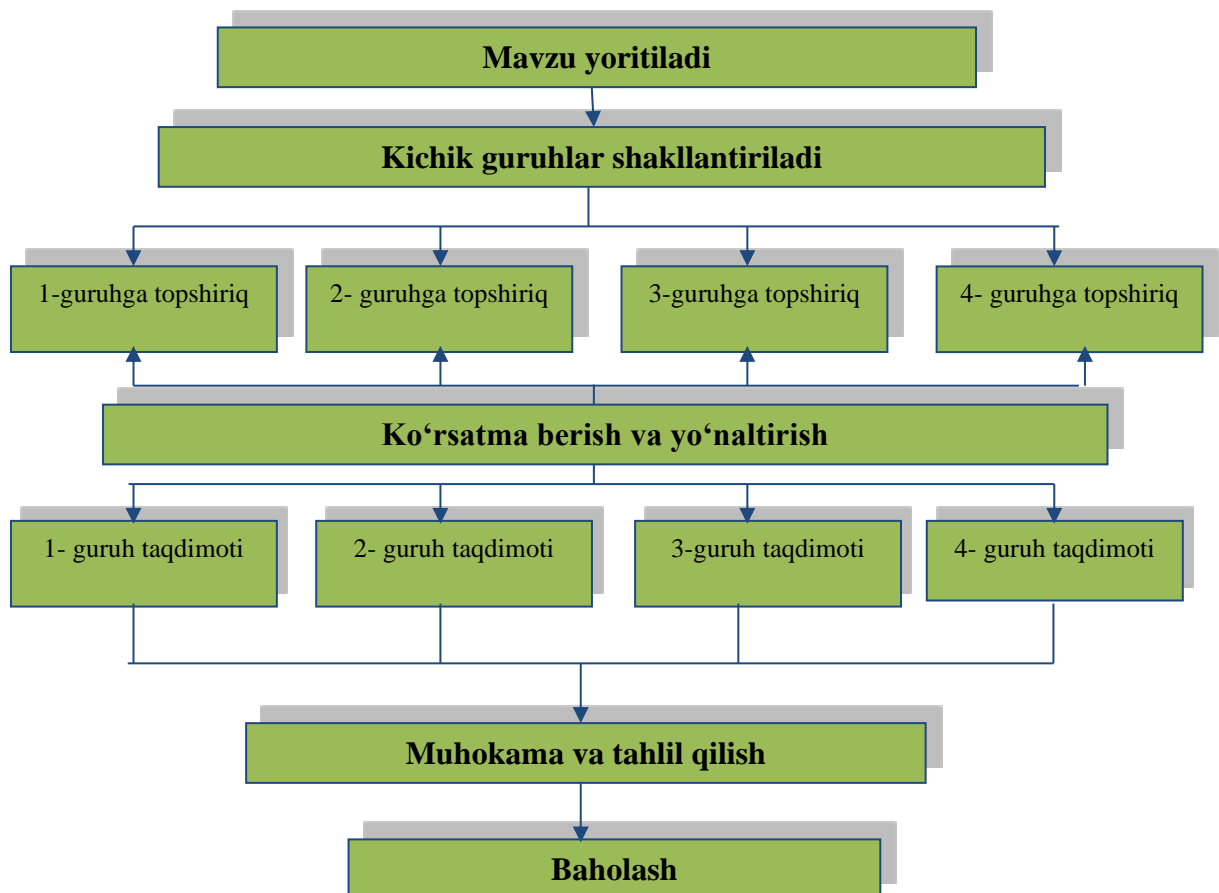 Mavzu yoritiladi
Kichik guruhlar shakllantiriladi
1-guruhga topshiriq
2- guruhga topshiriq
3-guruhga topshiriq
4- guruhga topshiriq
Ko‘rsatma berish va yo‘naltirish
1- guruh taqdimoti
2- guruh taqdimoti
3-guruh taqdimoti
4- guruh taqdimoti
Muhokama va tahlil qilish
Baholash